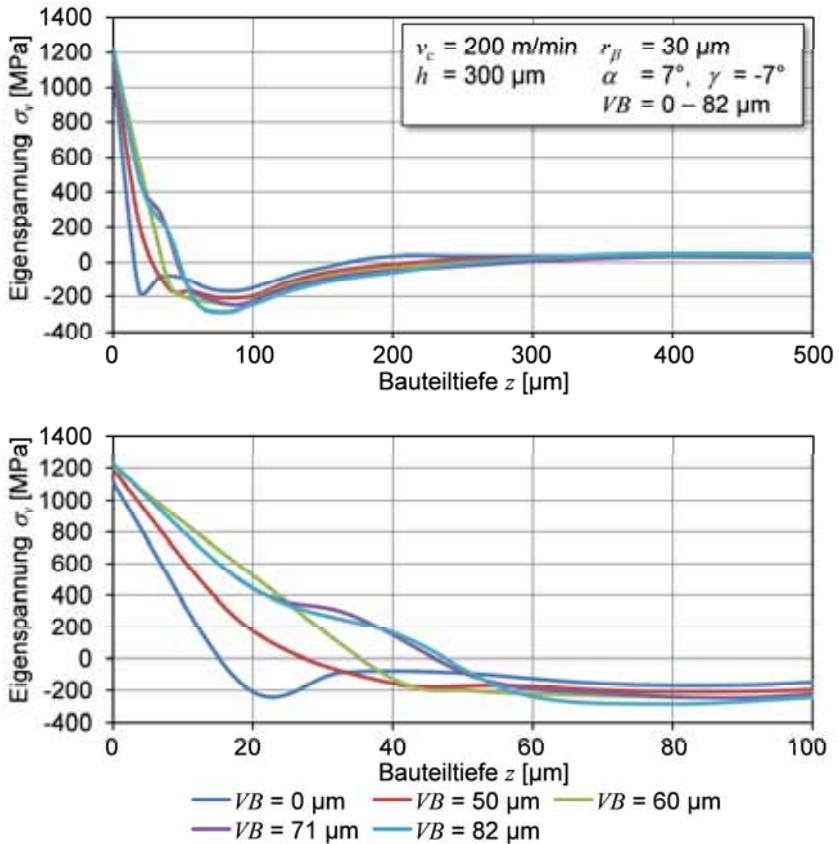 1400
1200
1000
800
600
400
200
0
-200
-400
Eigenspannung σᵥ [MPa]
v_c = 200 m/min r_β = 30 µm
h = 300 µm α = 7°, γ = -7°
VB = 0 – 82 µm
0 100 200 300 400 500
Bauteiltiefe z [µm]
1400
1200
1000
800
600
400
200
0
-200
-400
Eigenspannung σᵥ [MPa]
0 20 40 60 80 100
Bauteiltiefe z [µm]
VB = 0 µm VB = 50 µm VB = 60 µm
VB = 71 µm VB = 82 µm